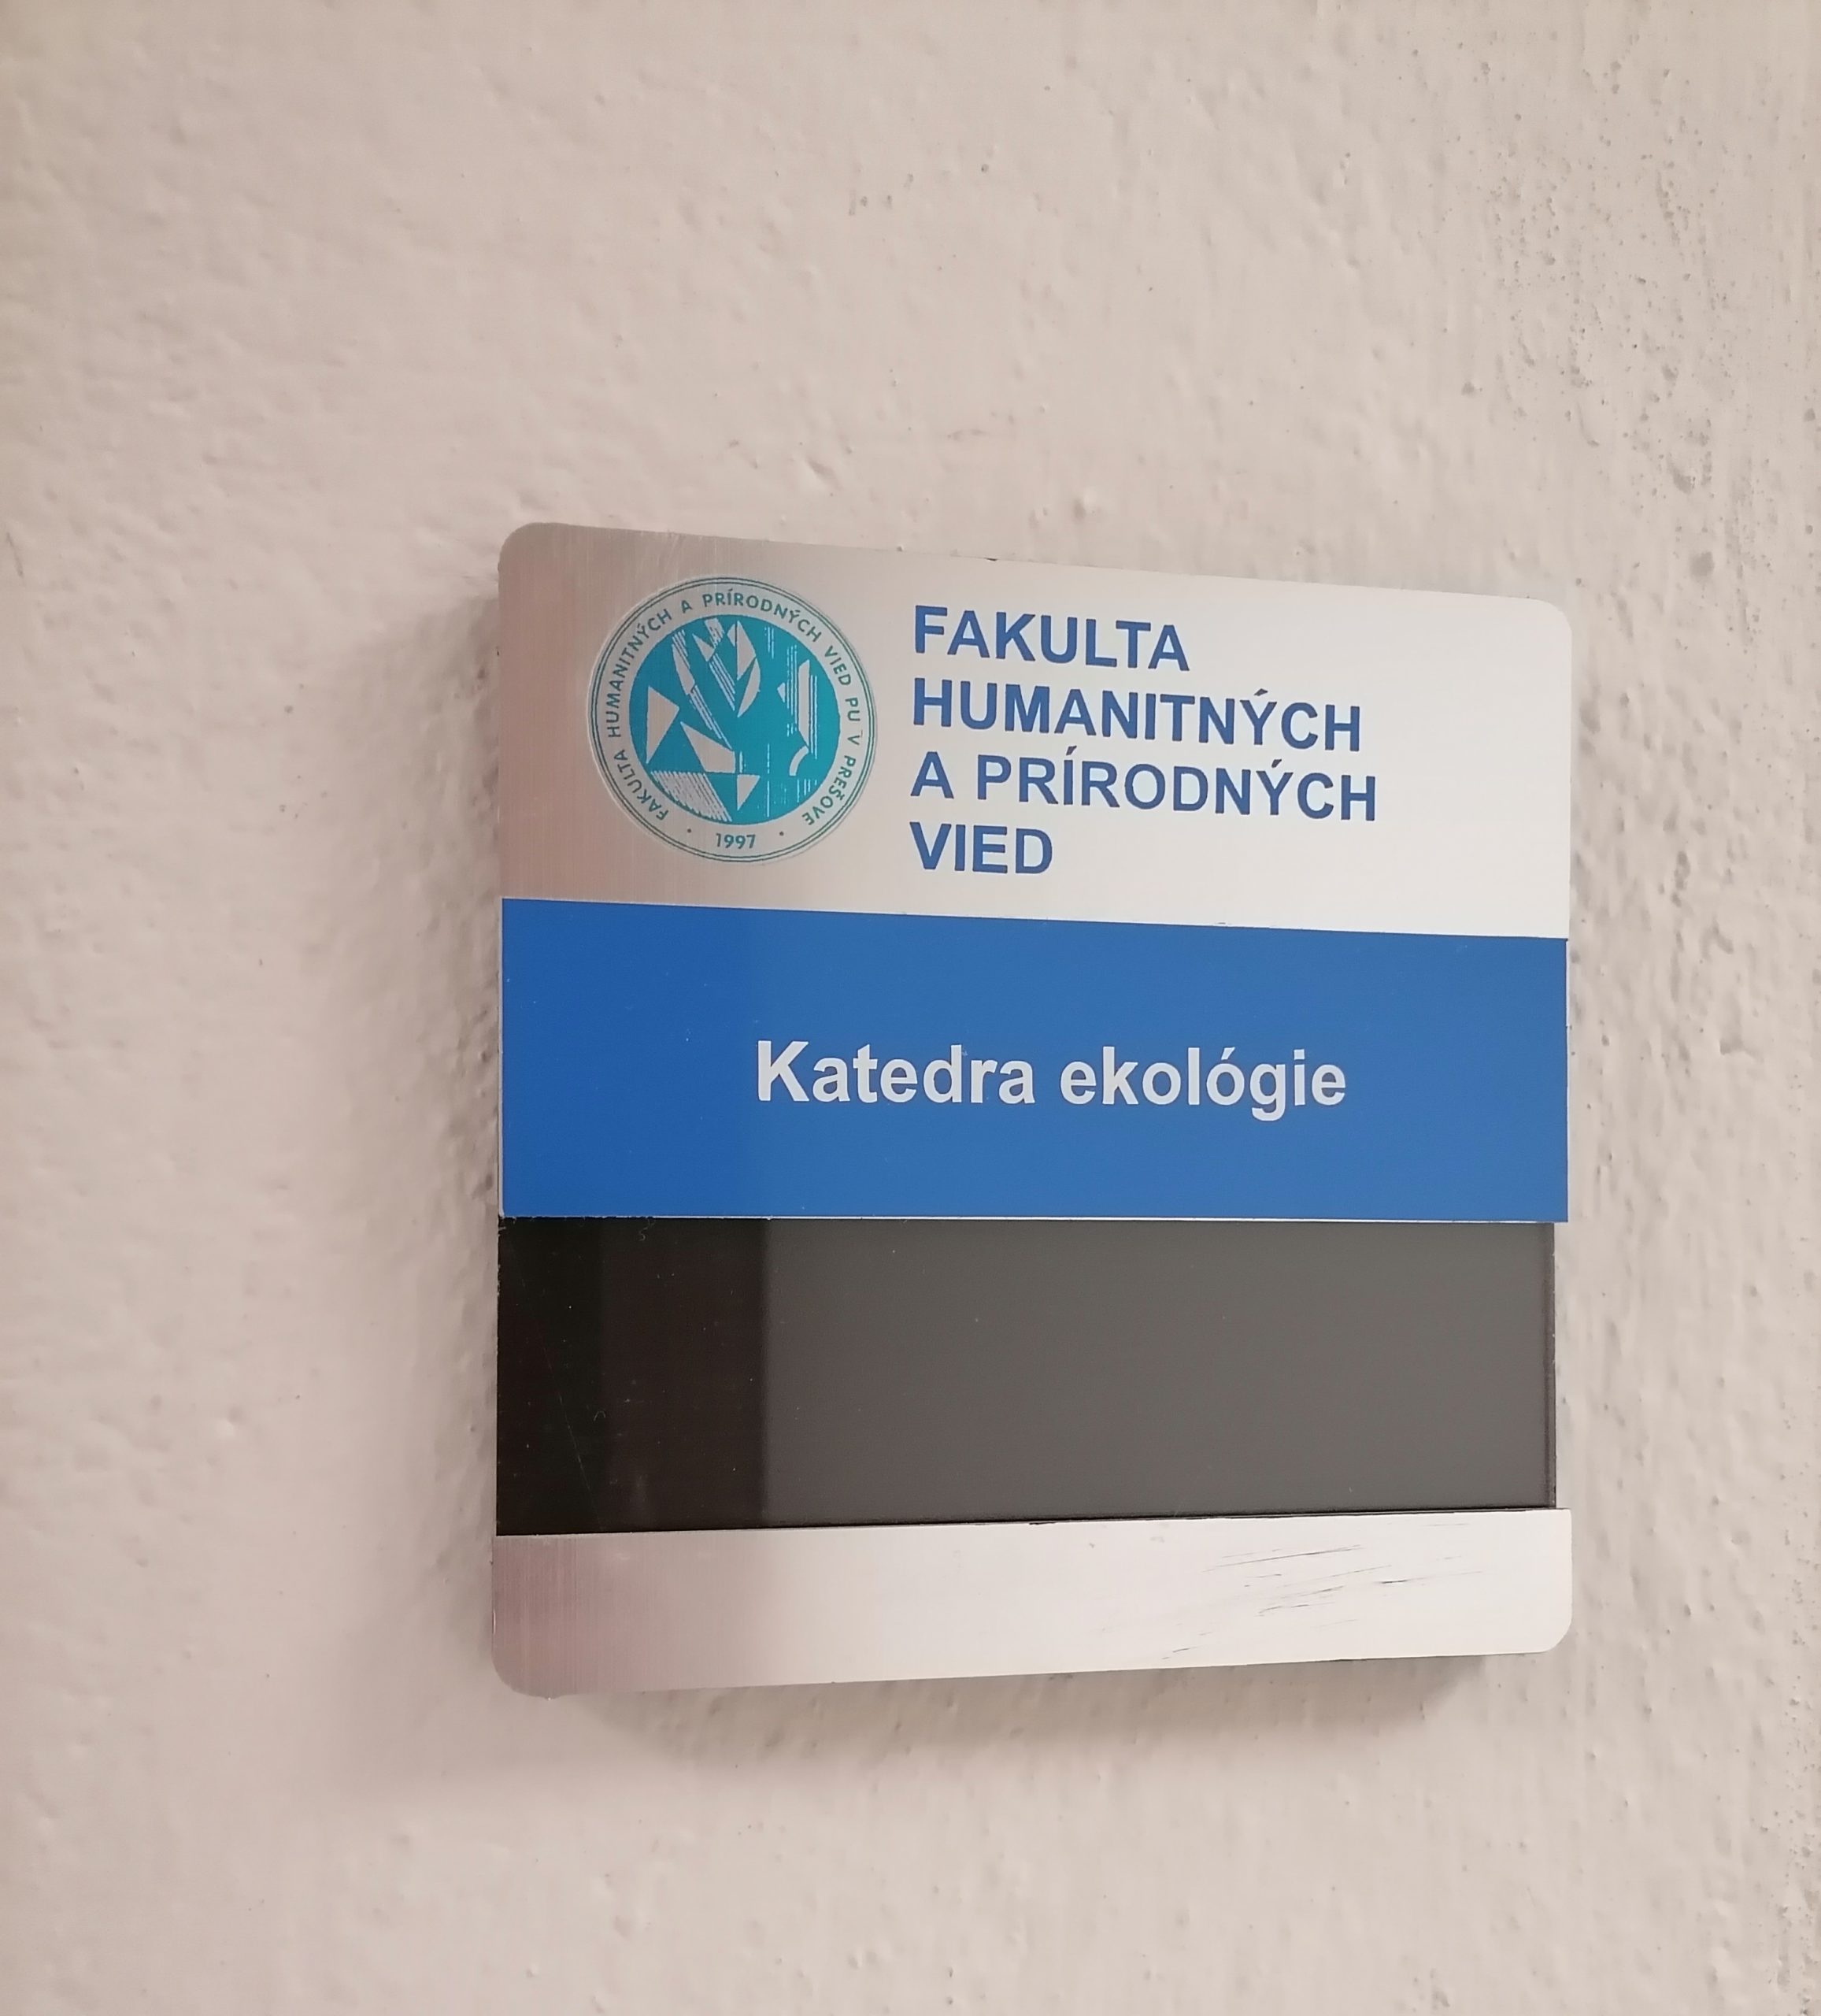 FAKULTA HUMANITNÝCH A PRÍRODNÝCH VIED PU V PREŠOVE
• 1997 •
FAKULTA
HUMANITNÝCH
A PRÍRODNÝCH
VIED
Katedra ekológie